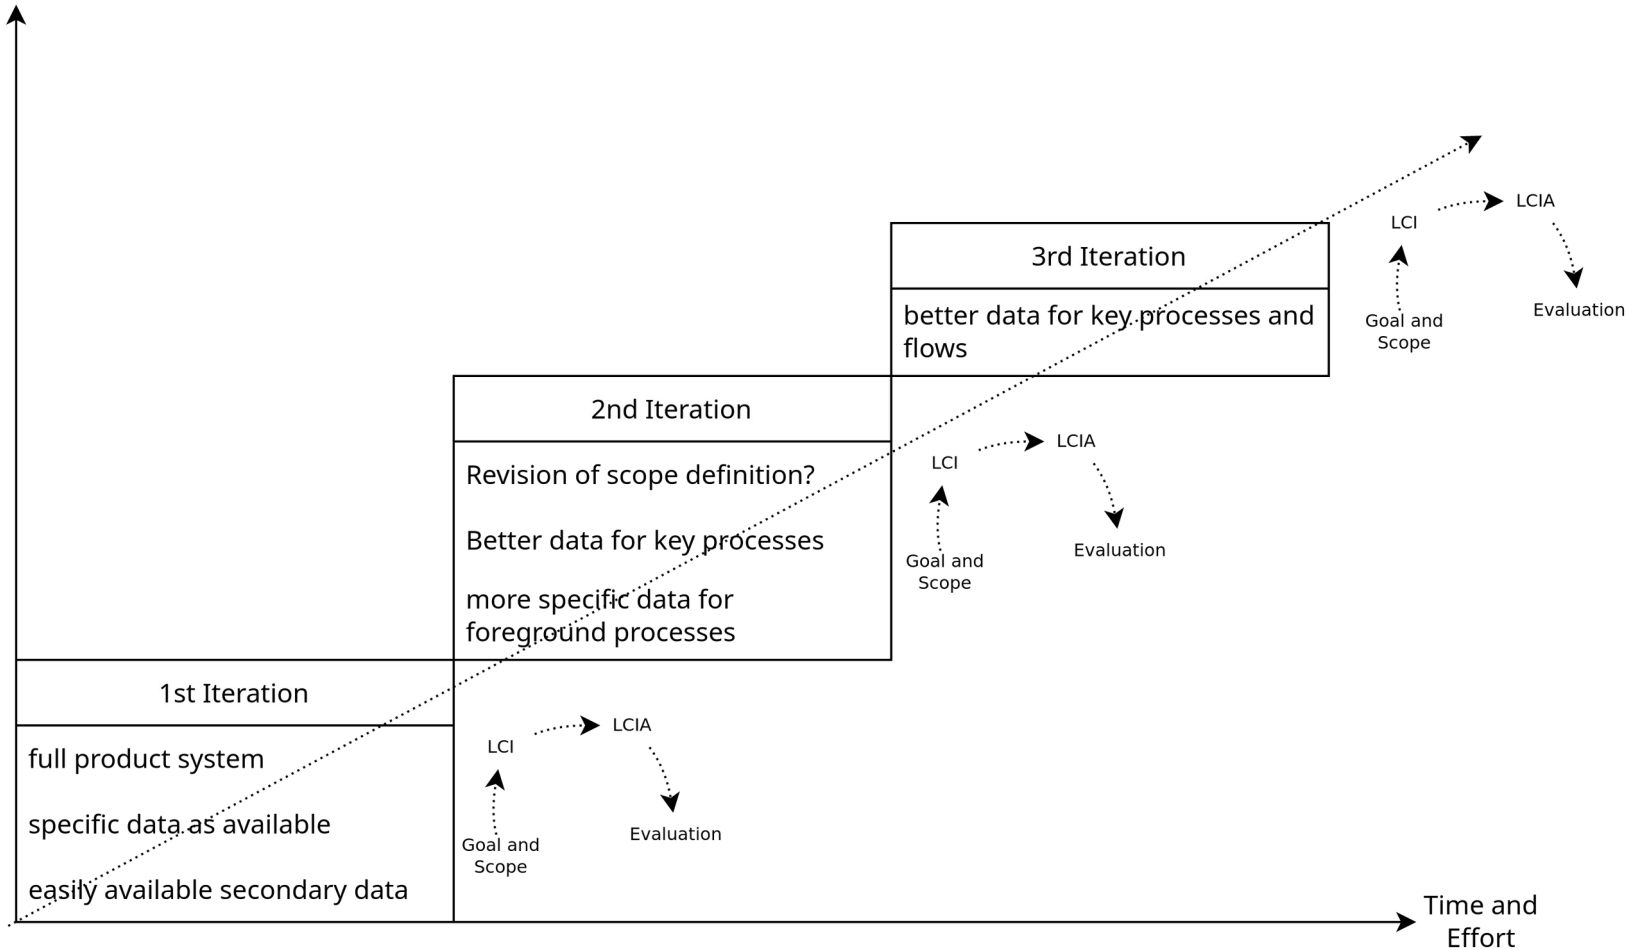 LCIA
LCI
3rd Iteration
better data for key processes and
flows
Evaluation
Goal and
Scope
2nd Iteration
Revision of scope definition?
Better data for key processes
more specific data for
foreground processes
LCIA
LCI
Evaluation
Goal and
Scope
1st Iteration
full product system
specific data as available
easily available secondary data
LCIA
LCI
Evaluation
Goal and
Scope
Time and
Effort